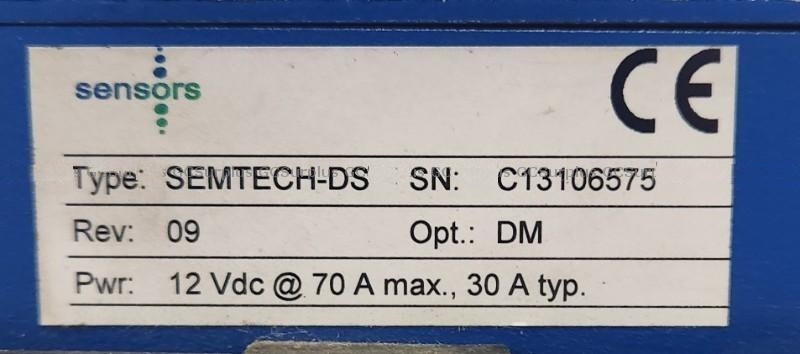 sensors CE
Type: SEMTECH-DS SN: C13106575
Rev: 09 Opt.: DM
Pwr: 12 Vdc @ 70 A max., 30 A typ.